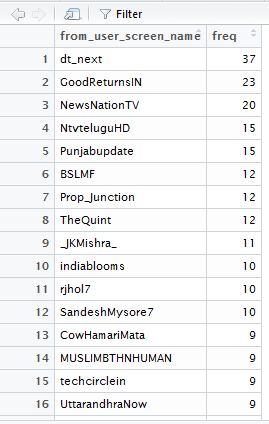 Filter
from_user_screen_name freq
1 dt_next 37
2 GoodReturnsIN 23
3 NewsNationTV 20
4 NtvteluguHD 15
5 Punjabupdate 15
6 BSLMF 12
7 Prop_Junction 12
8 TheQuint 12
9 _JKMishra_ 11
10 indiablooms 10
11 rjhol7 10
12 SandeshMysore7 10
13 CowHamariMata 9
14 MUSLIMBTHNHUMAN 9
15 techcirclein 9
16 UttarandhraNow 9